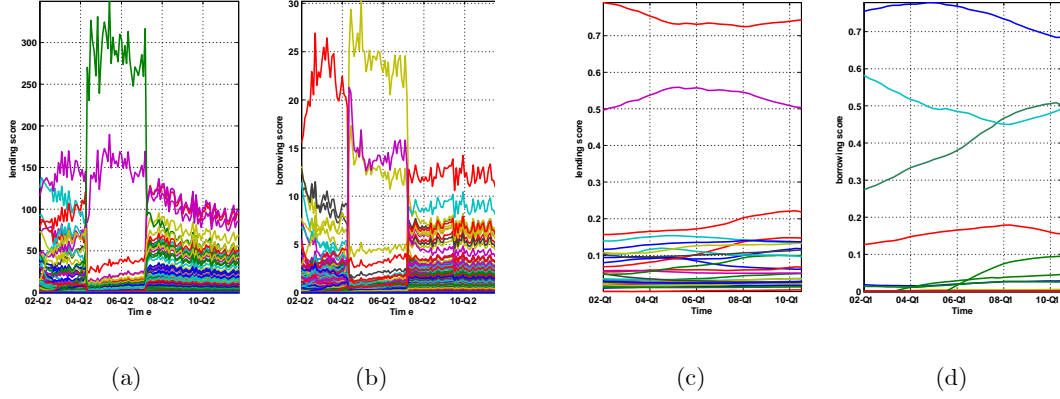 350
300
250
200
150
100
50
0
lending score
02-Q2 04-Q2 06-Q2 08-Q2 10-Q2
Tim e
(a)
30
25
20
15
10
5
0
borrowing score
02-Q2 04-Q2 06-Q2 08-Q2 10-Q2
Tim e
(b)
0.7
0.6
0.5
0.4
0.3
0.2
0.1
0
lending score
02-Q1 04-Q1 06-Q1 08-Q1 10-Q1
Time
(c)
0.7
0.6
0.5
0.4
0.3
0.2
0.1
0
borrowing score
02-Q1 04-Q1 06-Q1 08-Q1 10-Q1
Time
(d)